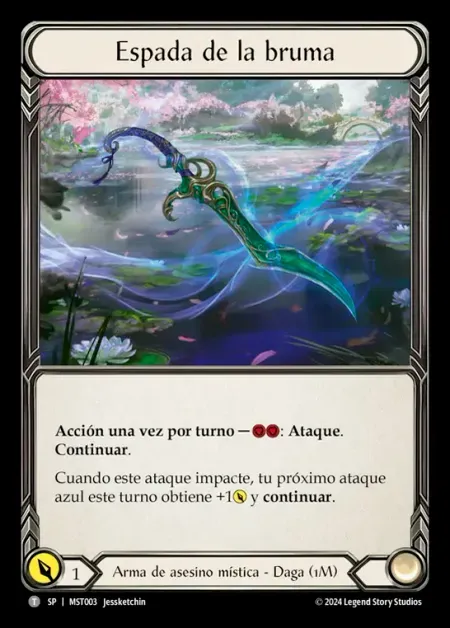 Espada de la bruma
Acción una vez por turno — : Ataque.
Continuar.
Cuando este ataque impacte, tu próximo ataque
azul este turno obtiene +1 y continuar.
1
Arma de asesino mística - Daga (1M)
T SP | MST003 Jessketchin
© 2024 Legend Story Studios